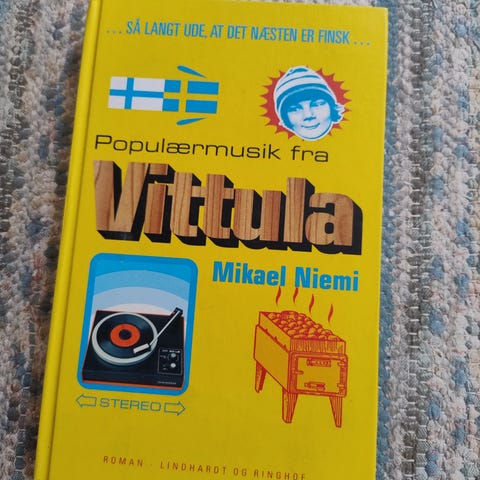 ... SÅ LANGT UDE, AT DET NÆSTEN ER FINSK ...
Populærmusik fra
Vittula
Mikael Niemi
STEREO
ROMAN · LINDHARDT OG RINGHOF